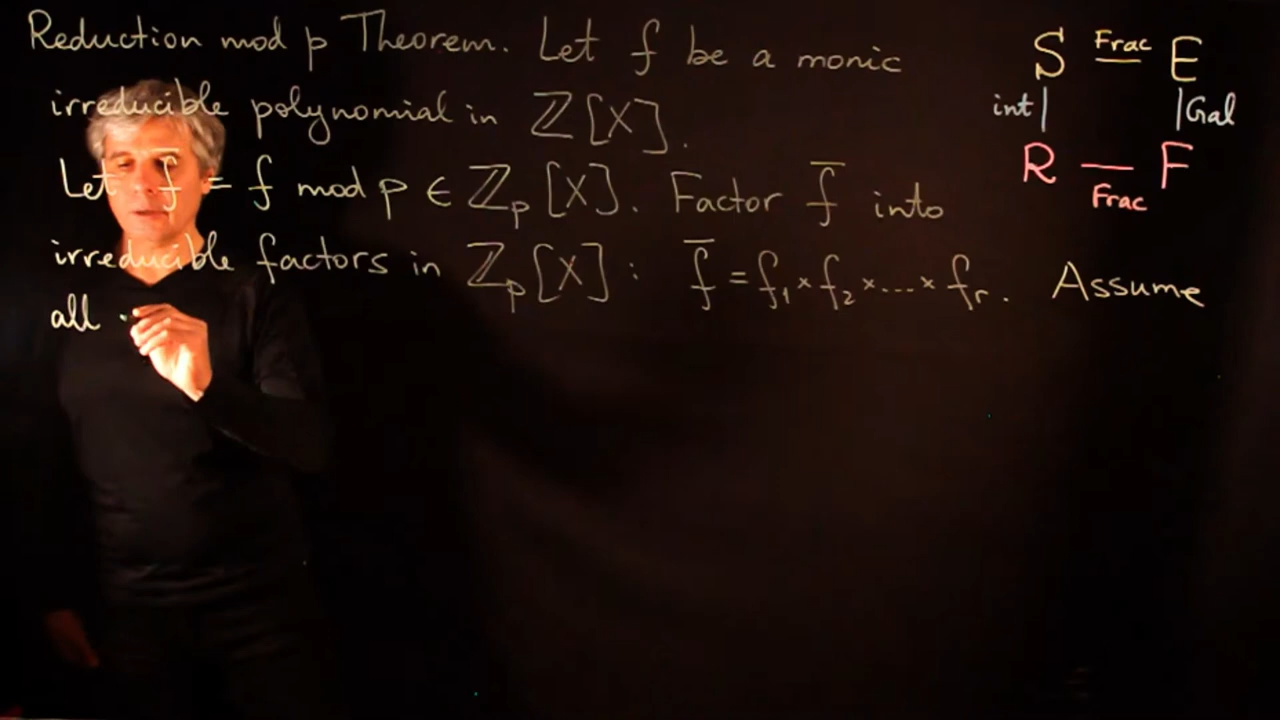 Reduction mod p Theorem. Let f be a monic
irreducible polynomial in ℤ[X].
Let f̄ = f mod p ∈ ℤₚ[X]. Factor f̄ into
irreducible factors in ℤₚ[X] : f̄ = f₁ × f₂ × ... × fᵣ. Assume
all
S Frac E
int Gal
R — F
Frac